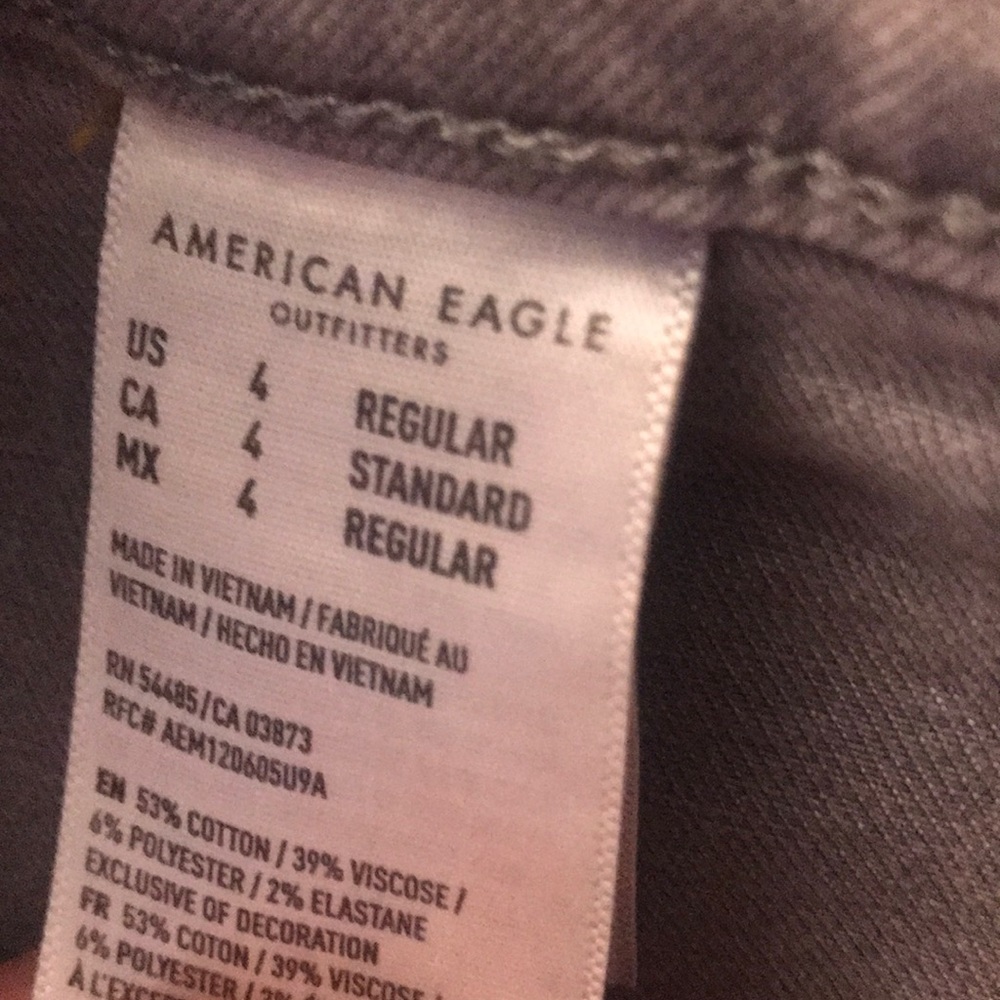 AMERICAN EAGLE
OUTFITTERS
US 4 REGULAR
CA 4 STANDARD
MX 4 REGULAR
MADE IN VIETNAM / FABRIQUÉ AU
VIETNAM / HECHO EN VIETNAM
RN 54485/CA 03873
RFC# AEM120605U9A
EN 53% COTTON / 39% VISCOSE /
6% POLYESTER / 2% ELASTANE
EXCLUSIVE OF DECORATION
FR 53% COTON / 39% VISCOSE /
6% POLYESTER / 2%